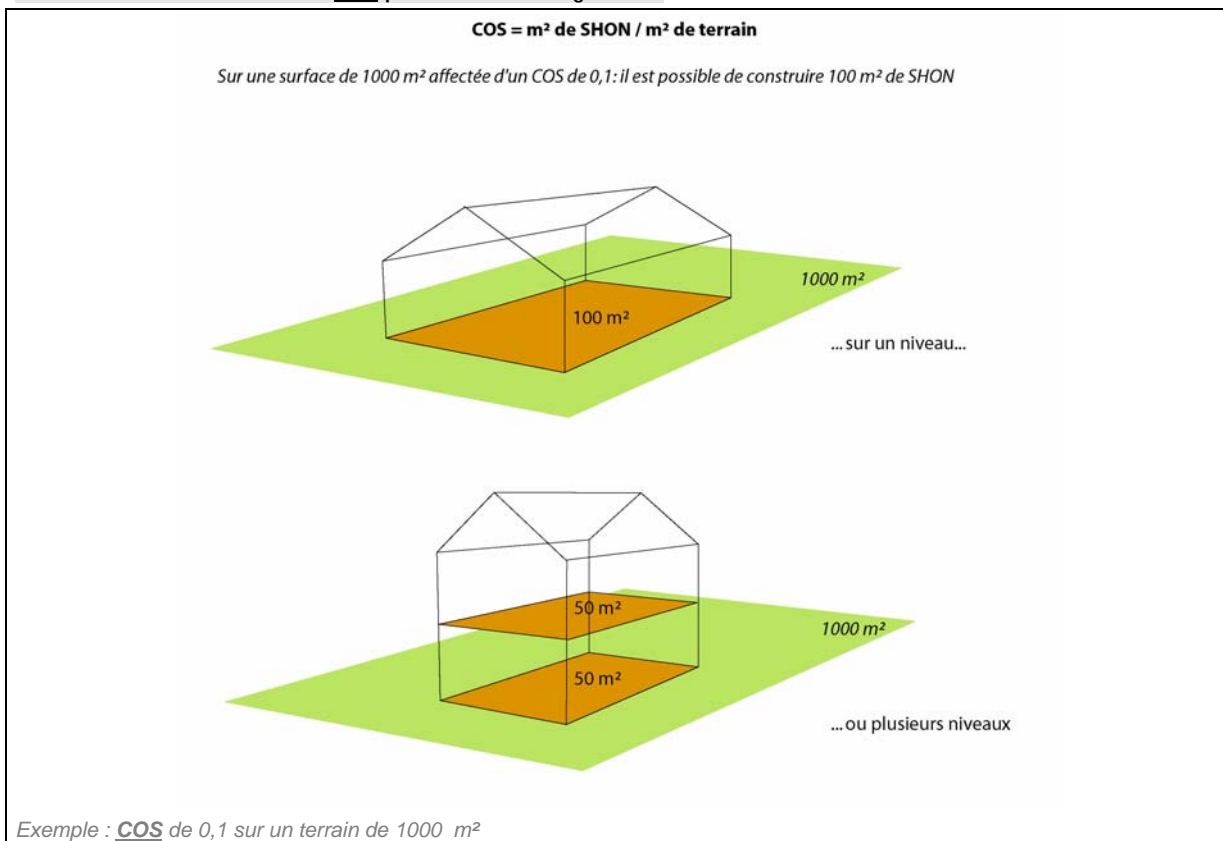 COS = m² de SHON / m² de terrain
Sur une surface de 1000 m² affectée d'un COS de 0,1: il est possible de construire 100 m² de SHON
1000 m²
100 m²
...sur un niveau...
50 m²
1000 m²
50 m²
...ou plusieurs niveaux
Exemple : COS de 0,1 sur un terrain de 1000 m²